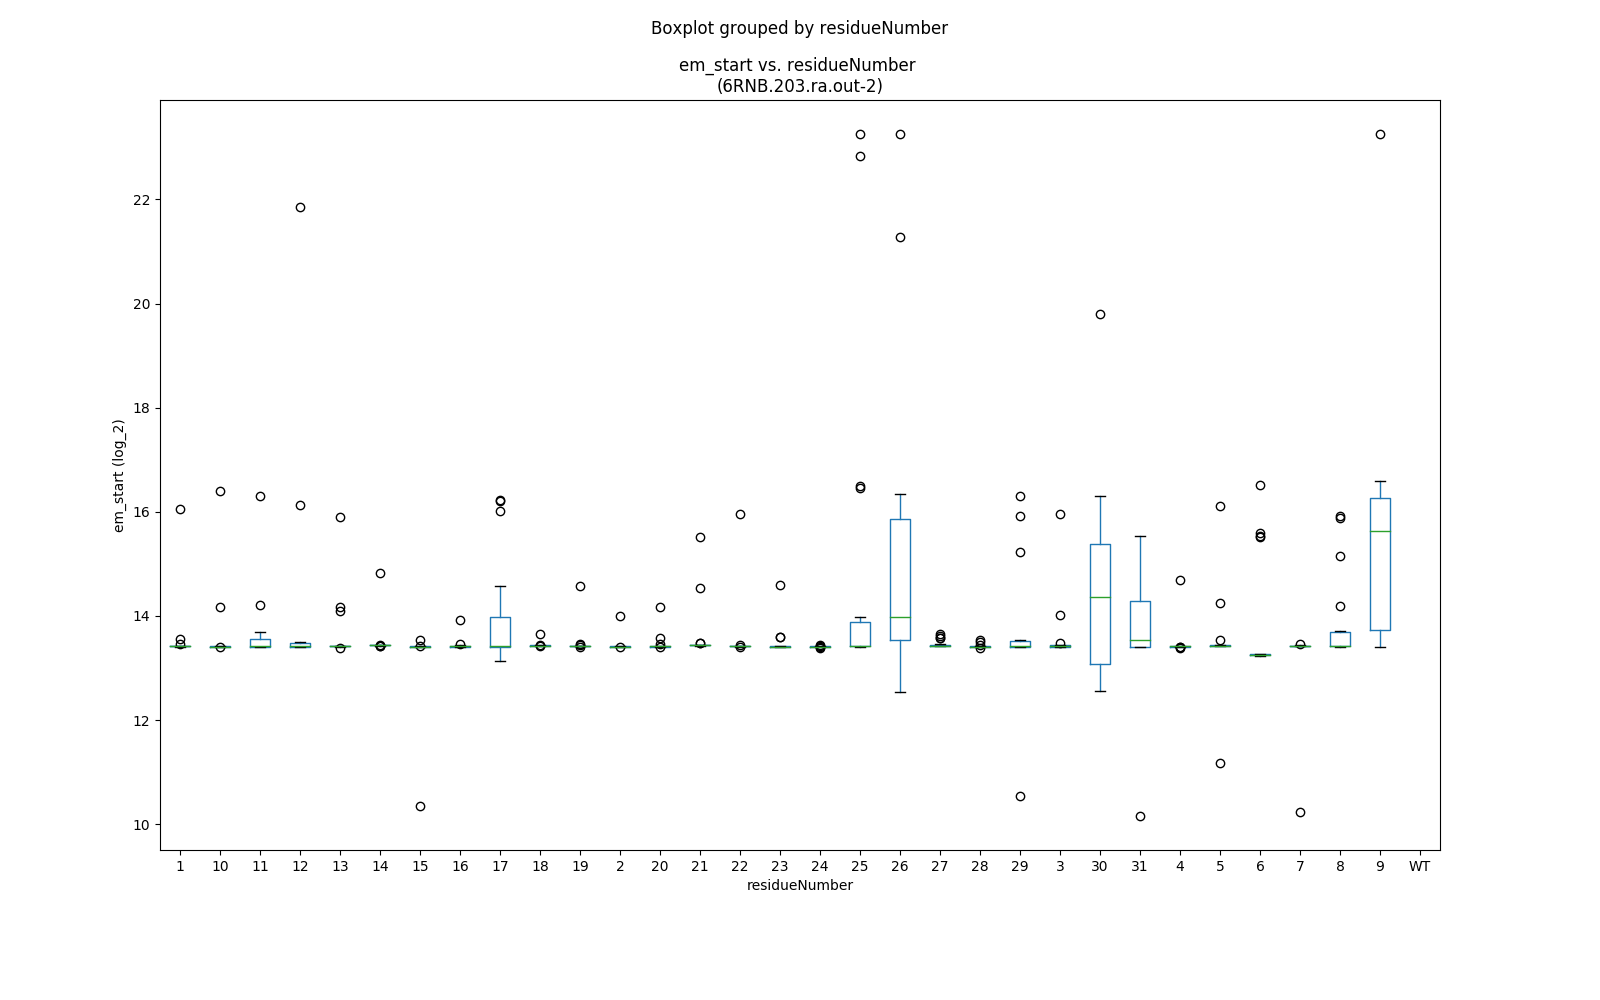 Boxplot grouped by residueNumber
em_start vs. residueNumber
(6RNB.203.ra.out-2)
em_start (log_2)
22
20
18
16
14
12
10
1 10 11 12 13 14 15 16 17 18 19 2 20 21 22 23 24 25 26 27 28 29 3 30 31 4 5 6 7 8 9 WT
residueNumber